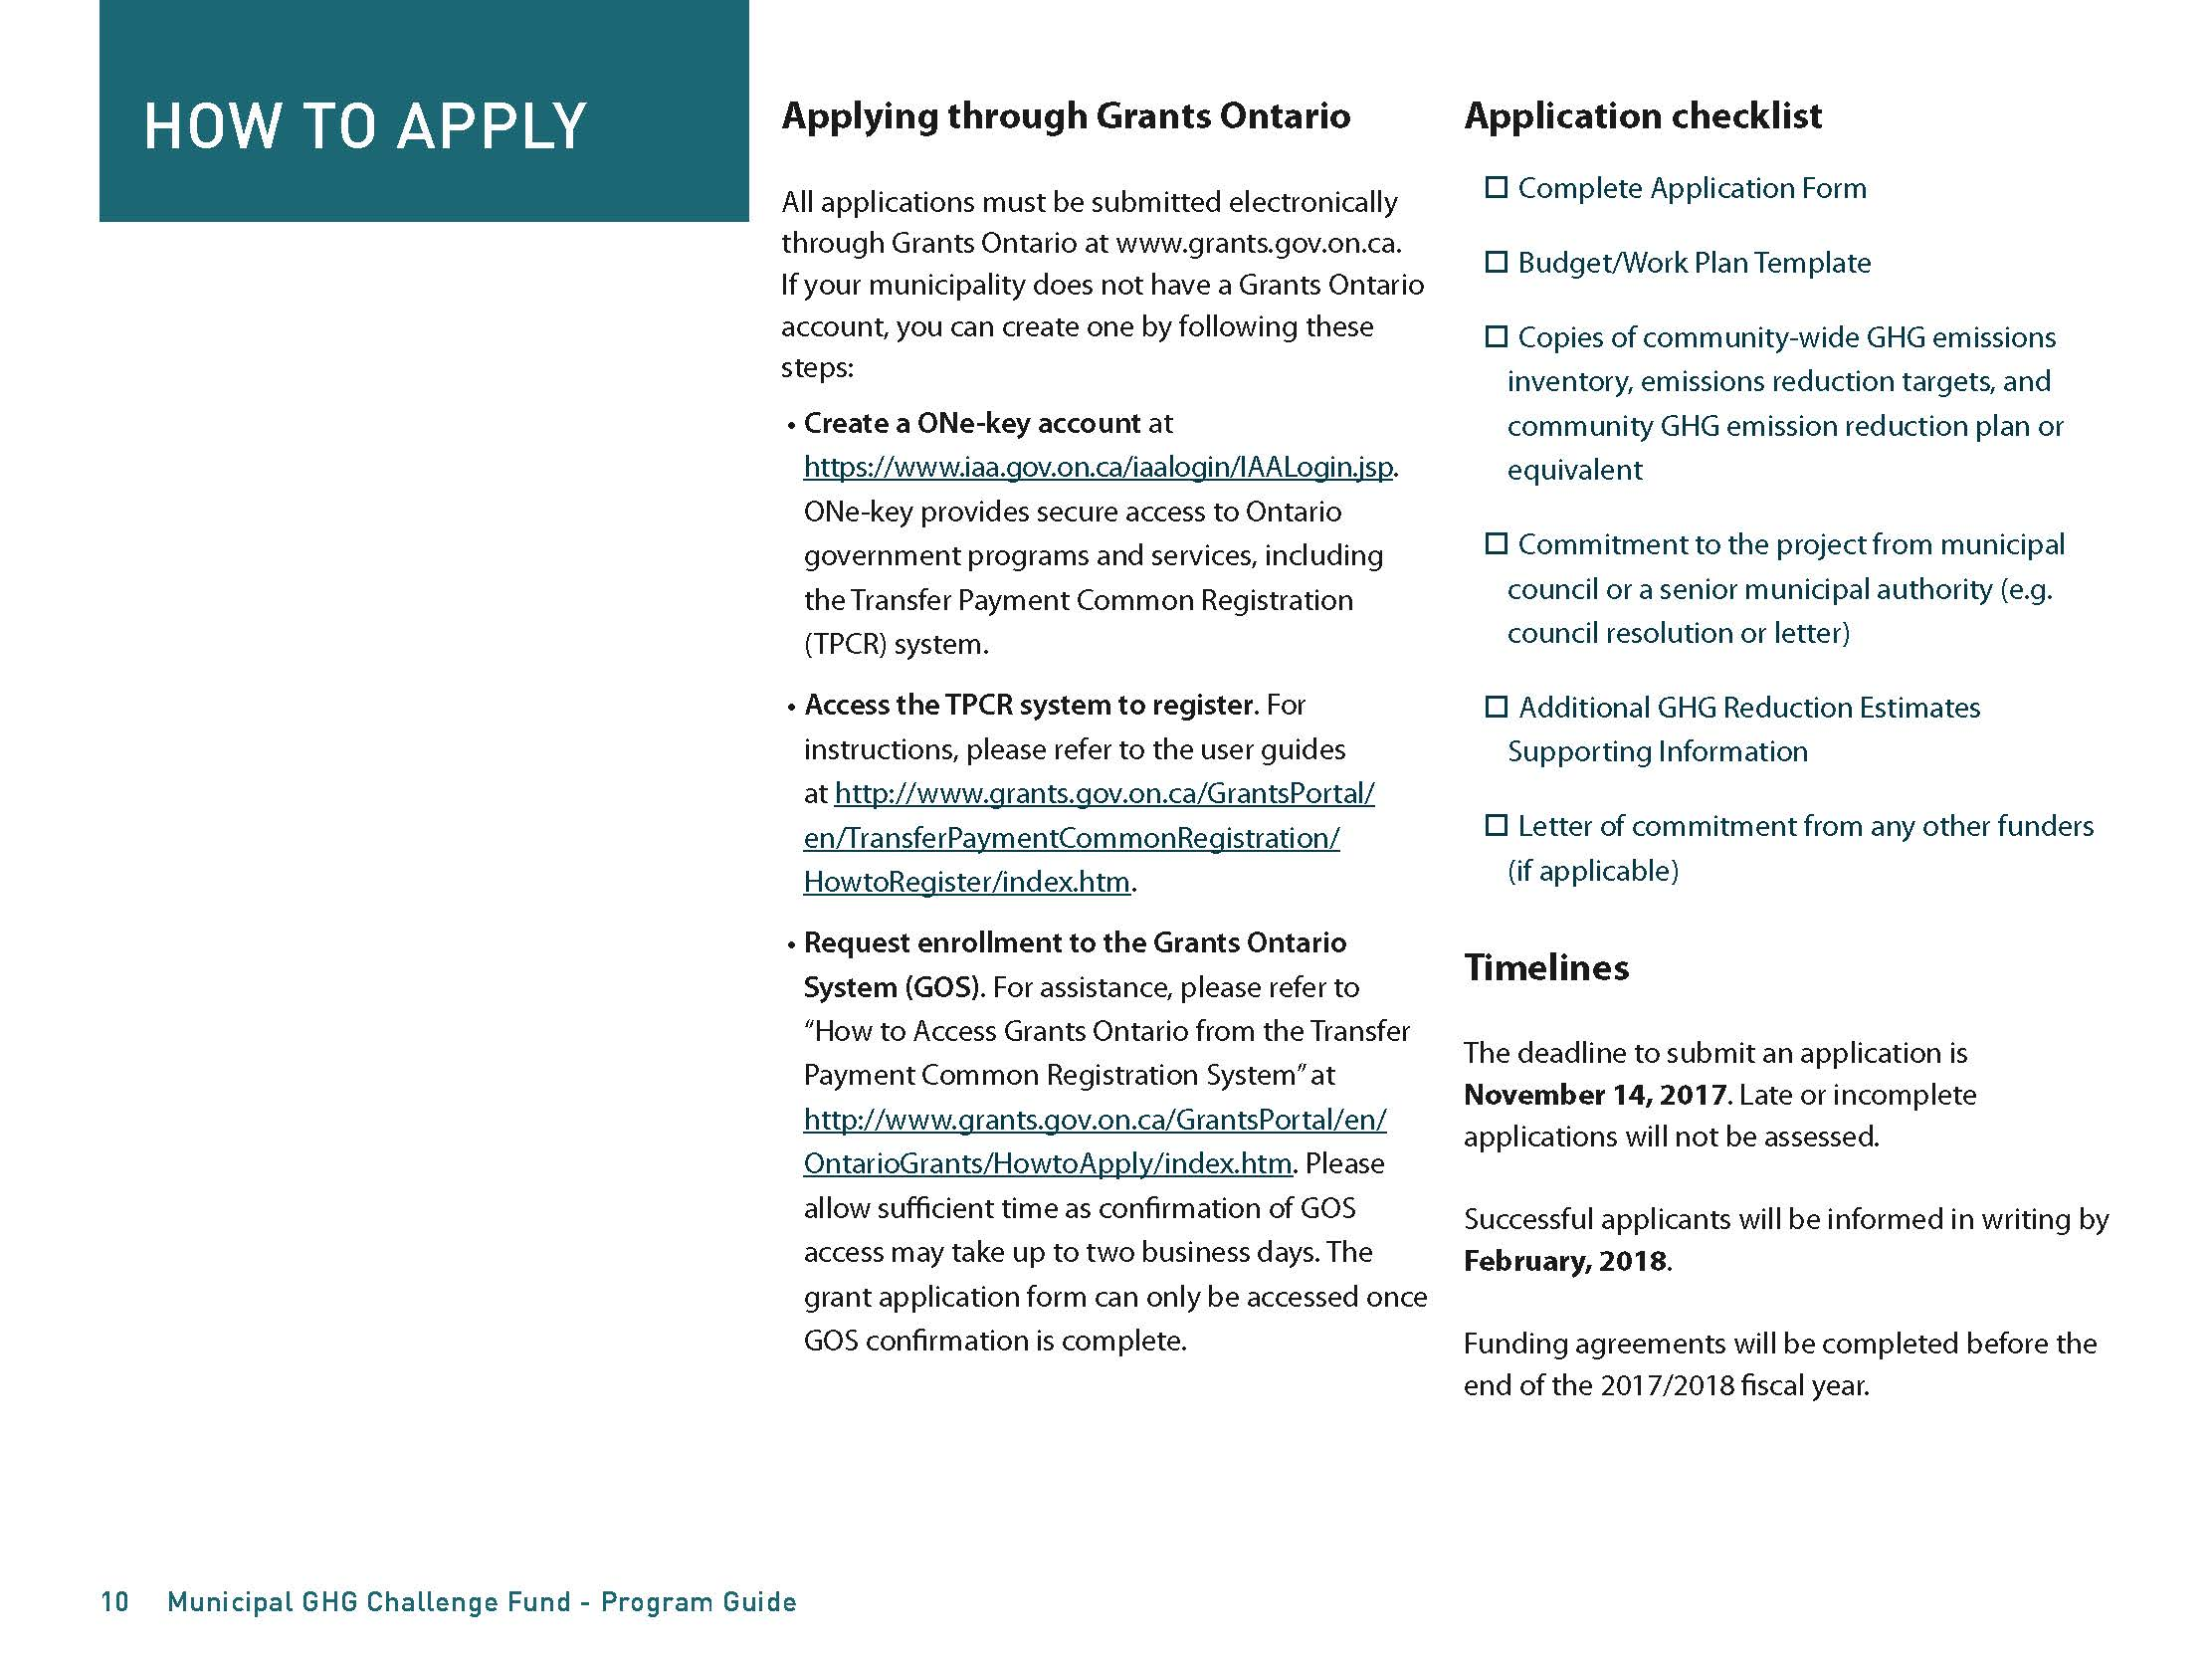 HOW TO APPLY
Applying through Grants Ontario
All applications must be submitted electronically
through Grants Ontario at www.grants.gov.on.ca.
If your municipality does not have a Grants Ontario
account, you can create one by following these
steps:
• Create a ONe-key account at
https://www.iaa.gov.on.ca/iaalogin/IAALogin.jsp.
ONe-key provides secure access to Ontario
government programs and services, including
the Transfer Payment Common Registration
(TPCR) system.
• Access the TPCR system to register. For
instructions, please refer to the user guides
at http://www.grants.gov.on.ca/GrantsPortal/
en/TransferPaymentCommonRegistration/
HowtoRegister/index.htm.
• Request enrollment to the Grants Ontario
System (GOS). For assistance, please refer to
“How to Access Grants Ontario from the Transfer
Payment Common Registration System” at
http://www.grants.gov.on.ca/GrantsPortal/en/
OntarioGrants/HowtoApply/index.htm. Please
allow sufficient time as confirmation of GOS
access may take up to two business days. The
grant application form can only be accessed once
GOS confirmation is complete.
Application checklist
☐ Complete Application Form
☐ Budget/Work Plan Template
☐ Copies of community-wide GHG emissions
inventory, emissions reduction targets, and
community GHG emission reduction plan or
equivalent
☐ Commitment to the project from municipal
council or a senior municipal authority (e.g.
council resolution or letter)
☐ Additional GHG Reduction Estimates
Supporting Information
☐ Letter of commitment from any other funders
(if applicable)
Timelines
The deadline to submit an application is
November 14, 2017. Late or incomplete
applications will not be assessed.
Successful applicants will be informed in writing by
February, 2018.
Funding agreements will be completed before the
end of the 2017/2018 fiscal year.
10 Municipal GHG Challenge Fund - Program Guide